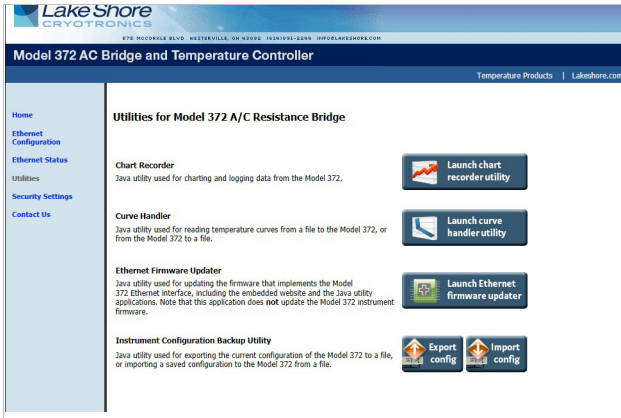 Lake Shore
CRYOTRONICS
575 MCCORKLE BLVD WESTERVILLE, OH 43082 (614)891-2244 INFO@LAKESHORE.COM
Model 372 AC Bridge and Temperature Controller
Temperature Products | Lakeshore.com
Home
Ethernet
Configuration
Ethernet Status
Utilities
Security Settings
Contact Us
Utilities for Model 372 A/C Resistance Bridge
Chart Recorder
Java utility used for charting and logging data from the Model 372.
Launch chart
recorder utility
Curve Handler
Java utility used for reading temperature curves from a file to the Model 372, or
from the Model 372 to a file.
Launch curve
handler utility
Ethernet Firmware Updater
Java utility used for updating the firmware that implements the Model
372 Ethernet interface, including the embedded website and the Java utility
applications. Note that this application does not update the Model 372 instrument
firmware.
Launch Ethernet
firmware updater
Instrument Configuration Backup Utility
Java utility used for exporting the current configuration of the Model 372 to a file,
or importing a saved configuration to the Model 372 from a file.
Export
config
Import
config